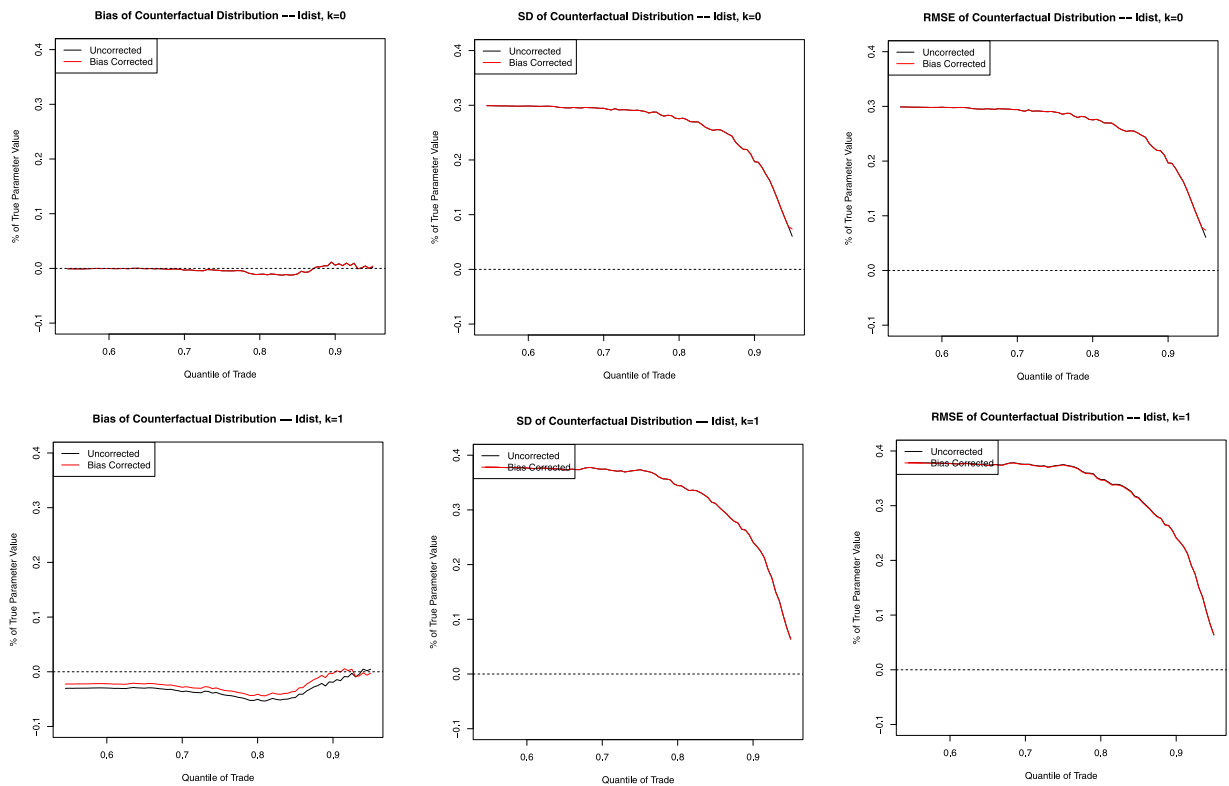 Bias of Counterfactual Distribution −− ldist, k=0
Uncorrected
Bias Corrected
% of True Parameter Value
0.4
0.3
0.2
0.1
0.0
−0.1
0.6
0.7
0.8
0.9
Quantile of Trade
SD of Counterfactual Distribution −− ldist, k=0
Uncorrected
Bias Corrected
% of True Parameter Value
0.4
0.3
0.2
0.1
0.0
−0.1
0.6
0.7
0.8
0.9
Quantile of Trade
RMSE of Counterfactual Distribution −− ldist, k=0
Uncorrected
Bias Corrected
% of True Parameter Value
0.4
0.3
0.2
0.1
0.0
−0.1
0.6
0.7
0.8
0.9
Quantile of Trade
Bias of Counterfactual Distribution −− ldist, k=1
Uncorrected
Bias Corrected
% of True Parameter Value
0.4
0.3
0.2
0.1
0.0
−0.1
0.6
0.7
0.8
0.9
Quantile of Trade
SD of Counterfactual Distribution −− ldist, k=1
Uncorrected
Bias Corrected
% of True Parameter Value
0.4
0.3
0.2
0.1
0.0
−0.1
0.6
0.7
0.8
0.9
Quantile of Trade
RMSE of Counterfactual Distribution −− ldist, k=1
Uncorrected
Bias Corrected
% of True Parameter Value
0.4
0.3
0.2
0.1
0.0
−0.1
0.6
0.7
0.8
0.9
Quantile of Trade